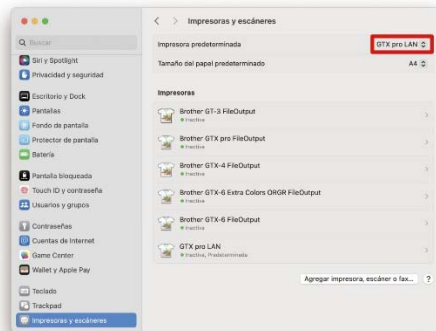 Impresoras y escáneres
Buscar
Siri y Spotlight
Privacidad y seguridad
Escritorio y Dock
Pantallas
Fondo de pantalla
Protector de pantalla
Batería
Pantalla bloqueada
Touch ID y contraseña
Usuarios y grupos
Contraseñas
Cuentas de Internet
Game Center
Wallet y Apple Pay
Teclado
Trackpad
Impresoras y escáneres
Impresora predeterminada GTX pro LAN
Tamaño del papel predeterminado A4
Impresoras
Brother GT-3 FileOutput
Inactiva
Brother GTX pro FileOutput
Inactiva
Brother GTX-4 FileOutput
Inactiva
Brother GTX-6 Extra Colors ORGR FileOutput
Inactiva
Brother GTX-6 FileOutput
Inactiva
GTX pro LAN
Inactiva, Predeterminada
Agregar impresora, escáner o fax... ?